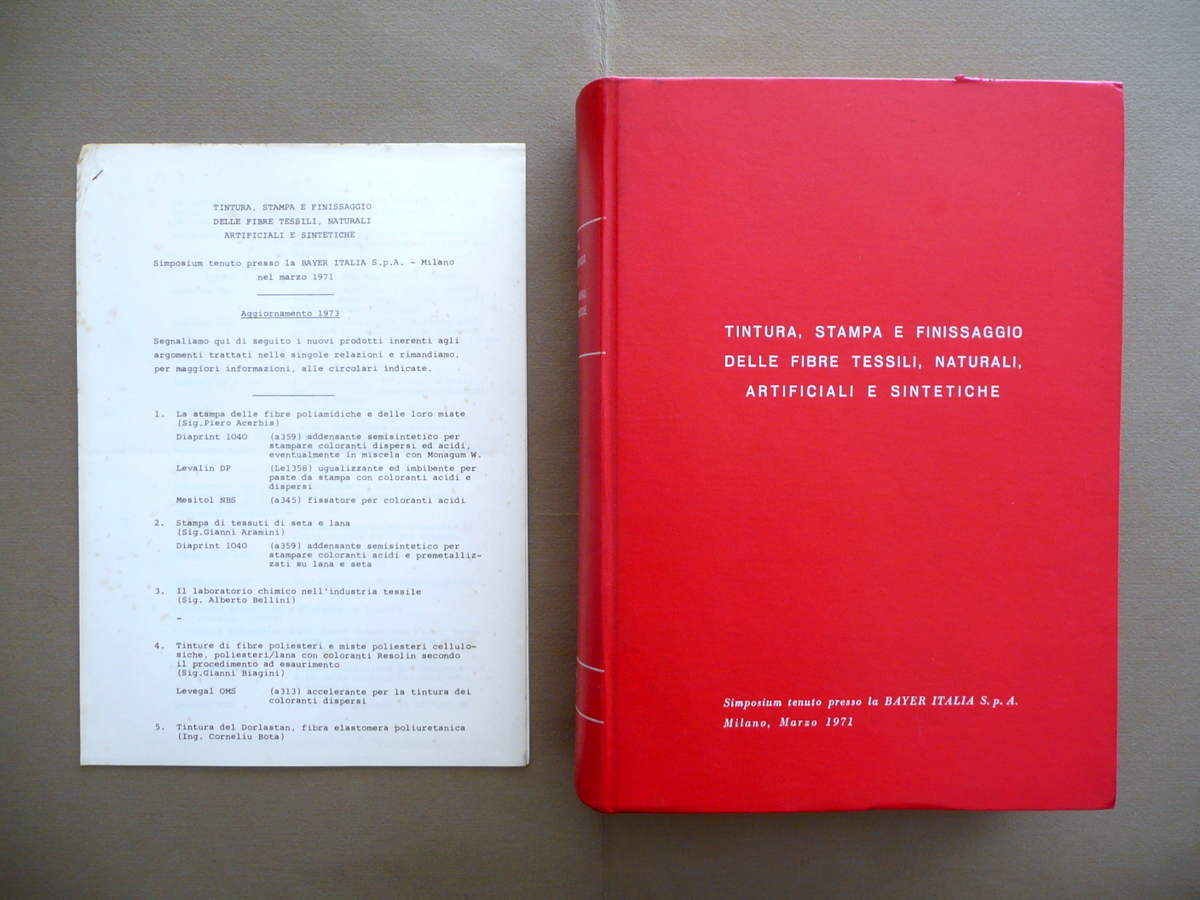 TINTURA, STAMPA E FINISSAGGIO
DELLE FIBRE TESSILI, NATURALI
ARTIFICIALI E SINTETICHE
Simposium tenuto presso la BAYER ITALIA S.p.A. - Milano
nel marzo 1971
Aggiornamento 1973
Segnaliamo qui di seguito i nuovi prodotti inerenti agli
argomenti trattati nelle singole relazioni e rimandiamo,
per maggiori informazioni, alle circolari indicate.
1. La stampa delle fibre poliamidiche e delle loro miste
(Sig.Piero Acerbis)
Diaprint 1040 (a359) addensante semisintetico per
stampare coloranti dispersi ed acidi,
eventualmente in miscela con Monagum W.
Levalin DP (Le1358) ugualizzante ed imbibente per
paste da stampa con coloranti acidi e
dispersi
Mesitol NBS (a345) fissatore per coloranti acidi
2. Stampa di tessuti di seta e lana
(Sig.Gianni Aramini)
Diaprint 1040 (a359) addensante semisintetico per
stampare coloranti acidi e premetalliz-
zati su lana e seta
3. Il laboratorio chimico nell'industria tessile
(Sig. Alberto Bellini)
-
4. Tinture di fibre poliesteri e miste poliesteri cellulo-
siche, poliesteri/lana con coloranti Resolin secondo
il procedimento ad esaurimento
(Sig.Gianni Biagini)
Levegal OMS (a313) accelerante per la tintura dei
coloranti dispersi
5. Tintura del Dorlastan, fibra elastomera poliuretanica
(Ing. Corneliu Bota)
TINTURA, STAMPA E FINISSAGGIO
DELLE FIBRE TESSILI, NATURALI,
ARTIFICIALI E SINTETICHE
Simposium tenuto presso la BAYER ITALIA S. p. A.
Milano, Marzo 1971